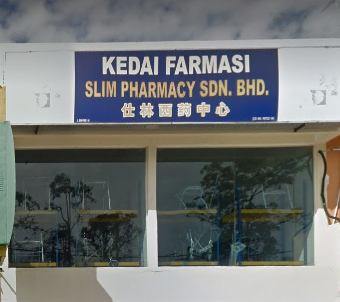 KEDAI FARMASI
SLIM PHARMACY SDN. BHD.
仕林西药中心